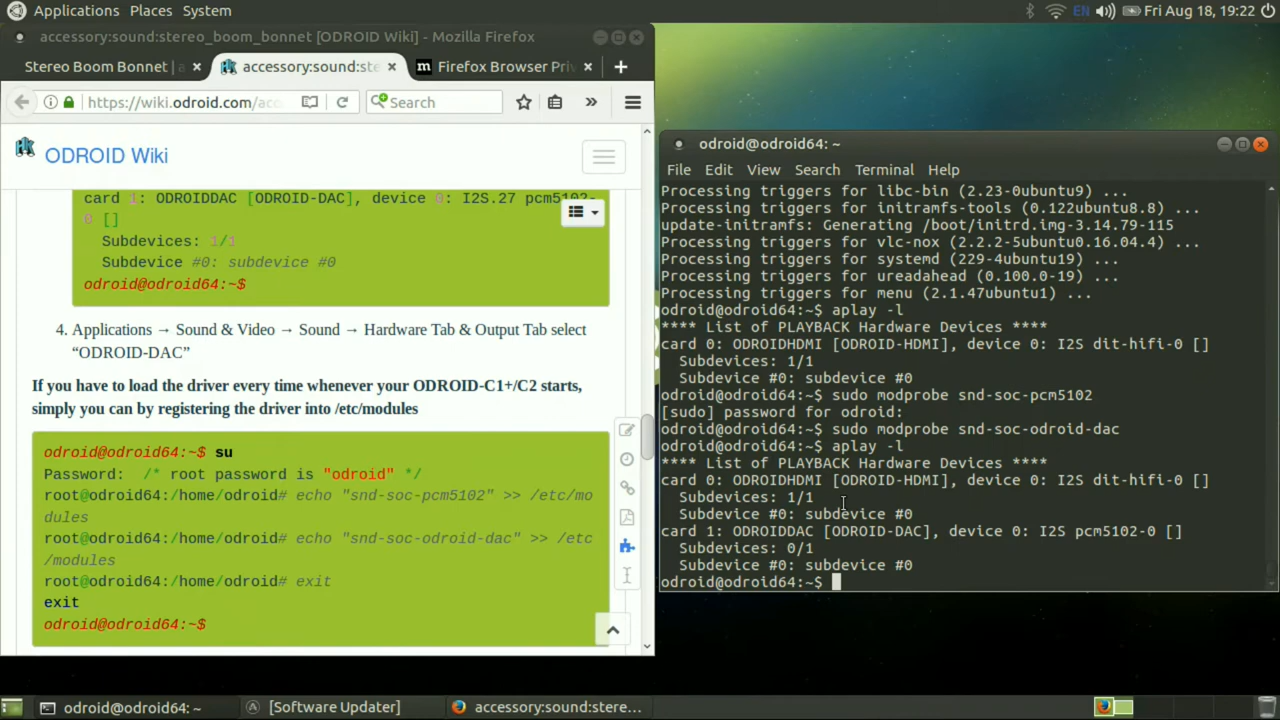 Applications Places System
EN Fri Aug 18, 19:22
accessory:sound:stereo_boom_bonnet [ODROID Wiki] - Mozilla Firefox
Stereo Boom Bonnet | a
accessory:sound:ste
m Firefox Browser Priv
https://wiki.odroid.com/acc
Search
ODROID Wiki
card 1: ODROIDDAC [ODROID-DAC], device 0: I2S.27 pcm5102-
0 []
Subdevices: 1/1
Subdevice #0: subdevice #0
odroid@odroid64:~$
4. Applications → Sound & Video → Sound → Hardware Tab & Output Tab select
“ODROID-DAC”
If you have to load the driver every time whenever your ODROID-C1+/C2 starts,
simply you can by registering the driver into /etc/modules
odroid@odroid64:~$ su
Password: /* root password is "odroid" */
root@odroid64:/home/odroid# echo "snd-soc-pcm5102" >> /etc/mo
dules
root@odroid64:/home/odroid# echo "snd-soc-odroid-dac" >> /etc
/modules
root@odroid64:/home/odroid# exit
exit
odroid@odroid64:~$
odroid@odroid64: ~
File Edit View Search Terminal Help
Processing triggers for libc-bin (2.23-0ubuntu9) ...
Processing triggers for initramfs-tools (0.122ubuntu8.8) ...
update-initramfs: Generating /boot/initrd.img-3.14.79-115
Processing triggers for vlc-nox (2.2.2-5ubuntu0.16.04.4) ...
Processing triggers for systemd (229-4ubuntu19) ...
Processing triggers for ureadahead (0.100.0-19) ...
Processing triggers for menu (2.1.47ubuntu1) ...
odroid@odroid64:~$ aplay -l
**** List of PLAYBACK Hardware Devices ****
card 0: ODROIDHDMI [ODROID-HDMI], device 0: I2S dit-hifi-0 []
Subdevices: 1/1
Subdevice #0: subdevice #0
odroid@odroid64:~$ sudo modprobe snd-soc-pcm5102
[sudo] password for odroid:
odroid@odroid64:~$ sudo modprobe snd-soc-odroid-dac
odroid@odroid64:~$ aplay -l
**** List of PLAYBACK Hardware Devices ****
card 0: ODROIDHDMI [ODROID-HDMI], device 0: I2S dit-hifi-0 []
Subdevices: 1/1
Subdevice #0: subdevice #0
card 1: ODROIDDAC [ODROID-DAC], device 0: I2S pcm5102-0 []
Subdevices: 0/1
Subdevice #0: subdevice #0
odroid@odroid64:~$
odroid@odroid64: ~
[Software Updater]
accessory:sound:stere...